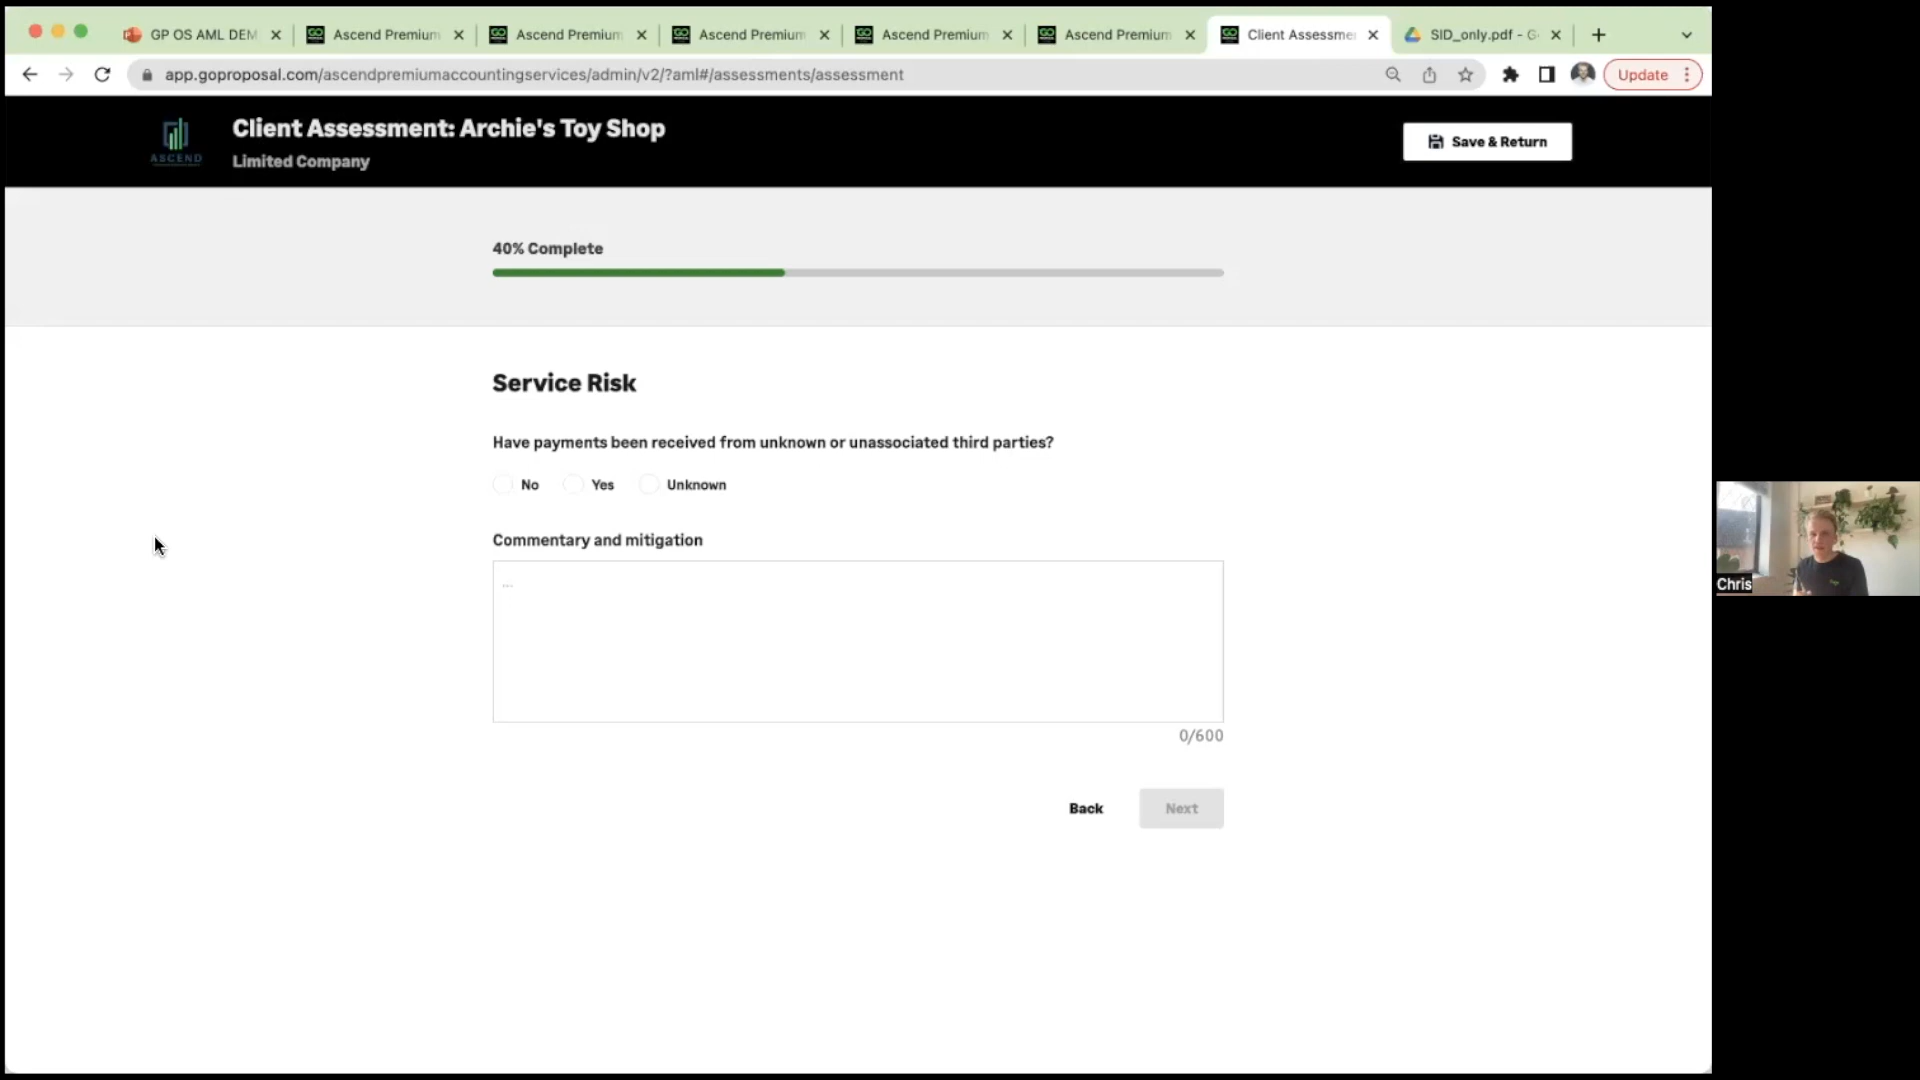 GP OS AML DEM
Ascend Premium
Ascend Premium
Ascend Premium
Ascend Premium
Ascend Premium
Client Assessme
SID_only.pdf - G
app.goproposal.com/ascendpremiumaccountingservices/admin/v2/?aml#/assessments/assessment
Update
ASCEND
Client Assessment: Archie's Toy Shop
Limited Company
Save & Return
40% Complete
Service Risk
Have payments been received from unknown or unassociated third parties?
No
Yes
Unknown
Commentary and mitigation
...
0/600
Back
Next
Chris